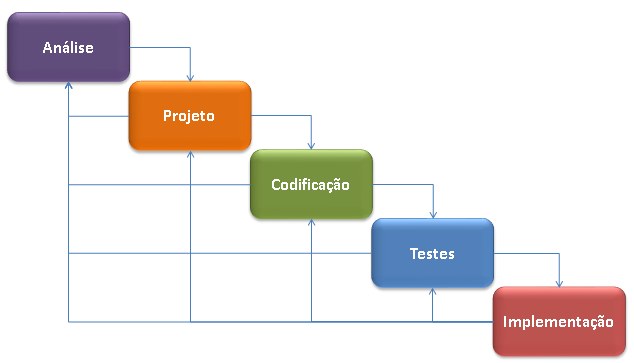 Análise
Projeto
Codificação
Testes
Implementação